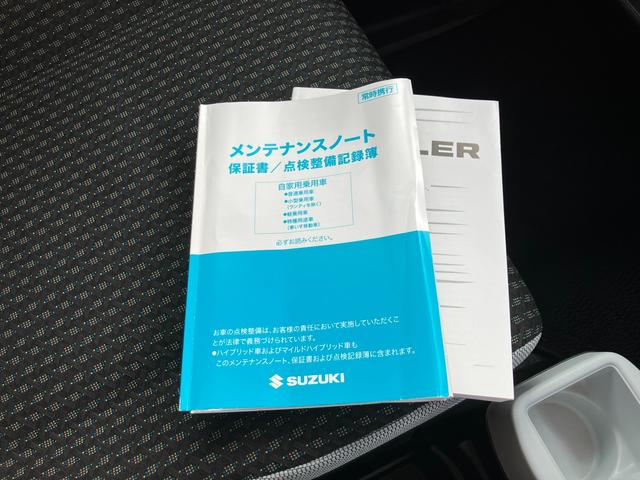 常時携行
メンテナンスノート
保証書／点検整備記録簿
自家用乗用車
●普通乗用車
●小型乗用車
（ランディを除く）
●軽乗用車
●特種用途車
（車いす移動車）
必ずお読みください。
お車の点検整備は、お客様の責任において実施していただくこ
とが法律で義務づけられています。
●ハイブリッド車およびマイルドハイブリッド車も
このメンテナンスノート、保証書および点検記録簿に含まれます。
SUZUKI
LER